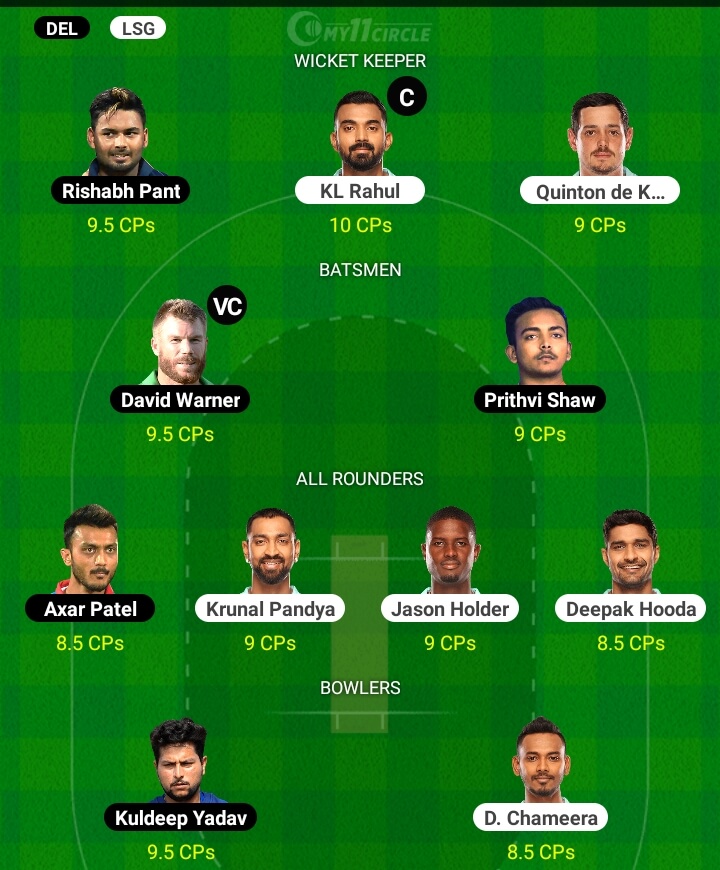 DEL LSG
MY11CIRCLE
WICKET KEEPER
C
Rishabh Pant KL Rahul Quinton de K...
9.5 CPs 10 CPs 9 CPs
BATSMEN
VC
David Warner Prithvi Shaw
9.5 CPs 9 CPs
ALL ROUNDERS
Axar Patel Krunal Pandya Jason Holder Deepak Hooda
8.5 CPs 9 CPs 9 CPs 8.5 CPs
BOWLERS
Kuldeep Yadav D. Chameera
9.5 CPs 8.5 CPs